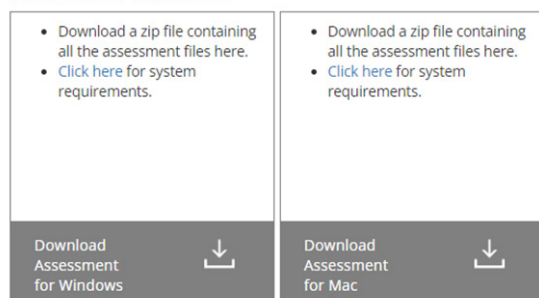 • Download a zip file containing
all the assessment files here.
• Click here for system
requirements.
Download
Assessment
for Windows
• Download a zip file containing
all the assessment files here.
• Click here for system
requirements.
Download
Assessment
for Mac